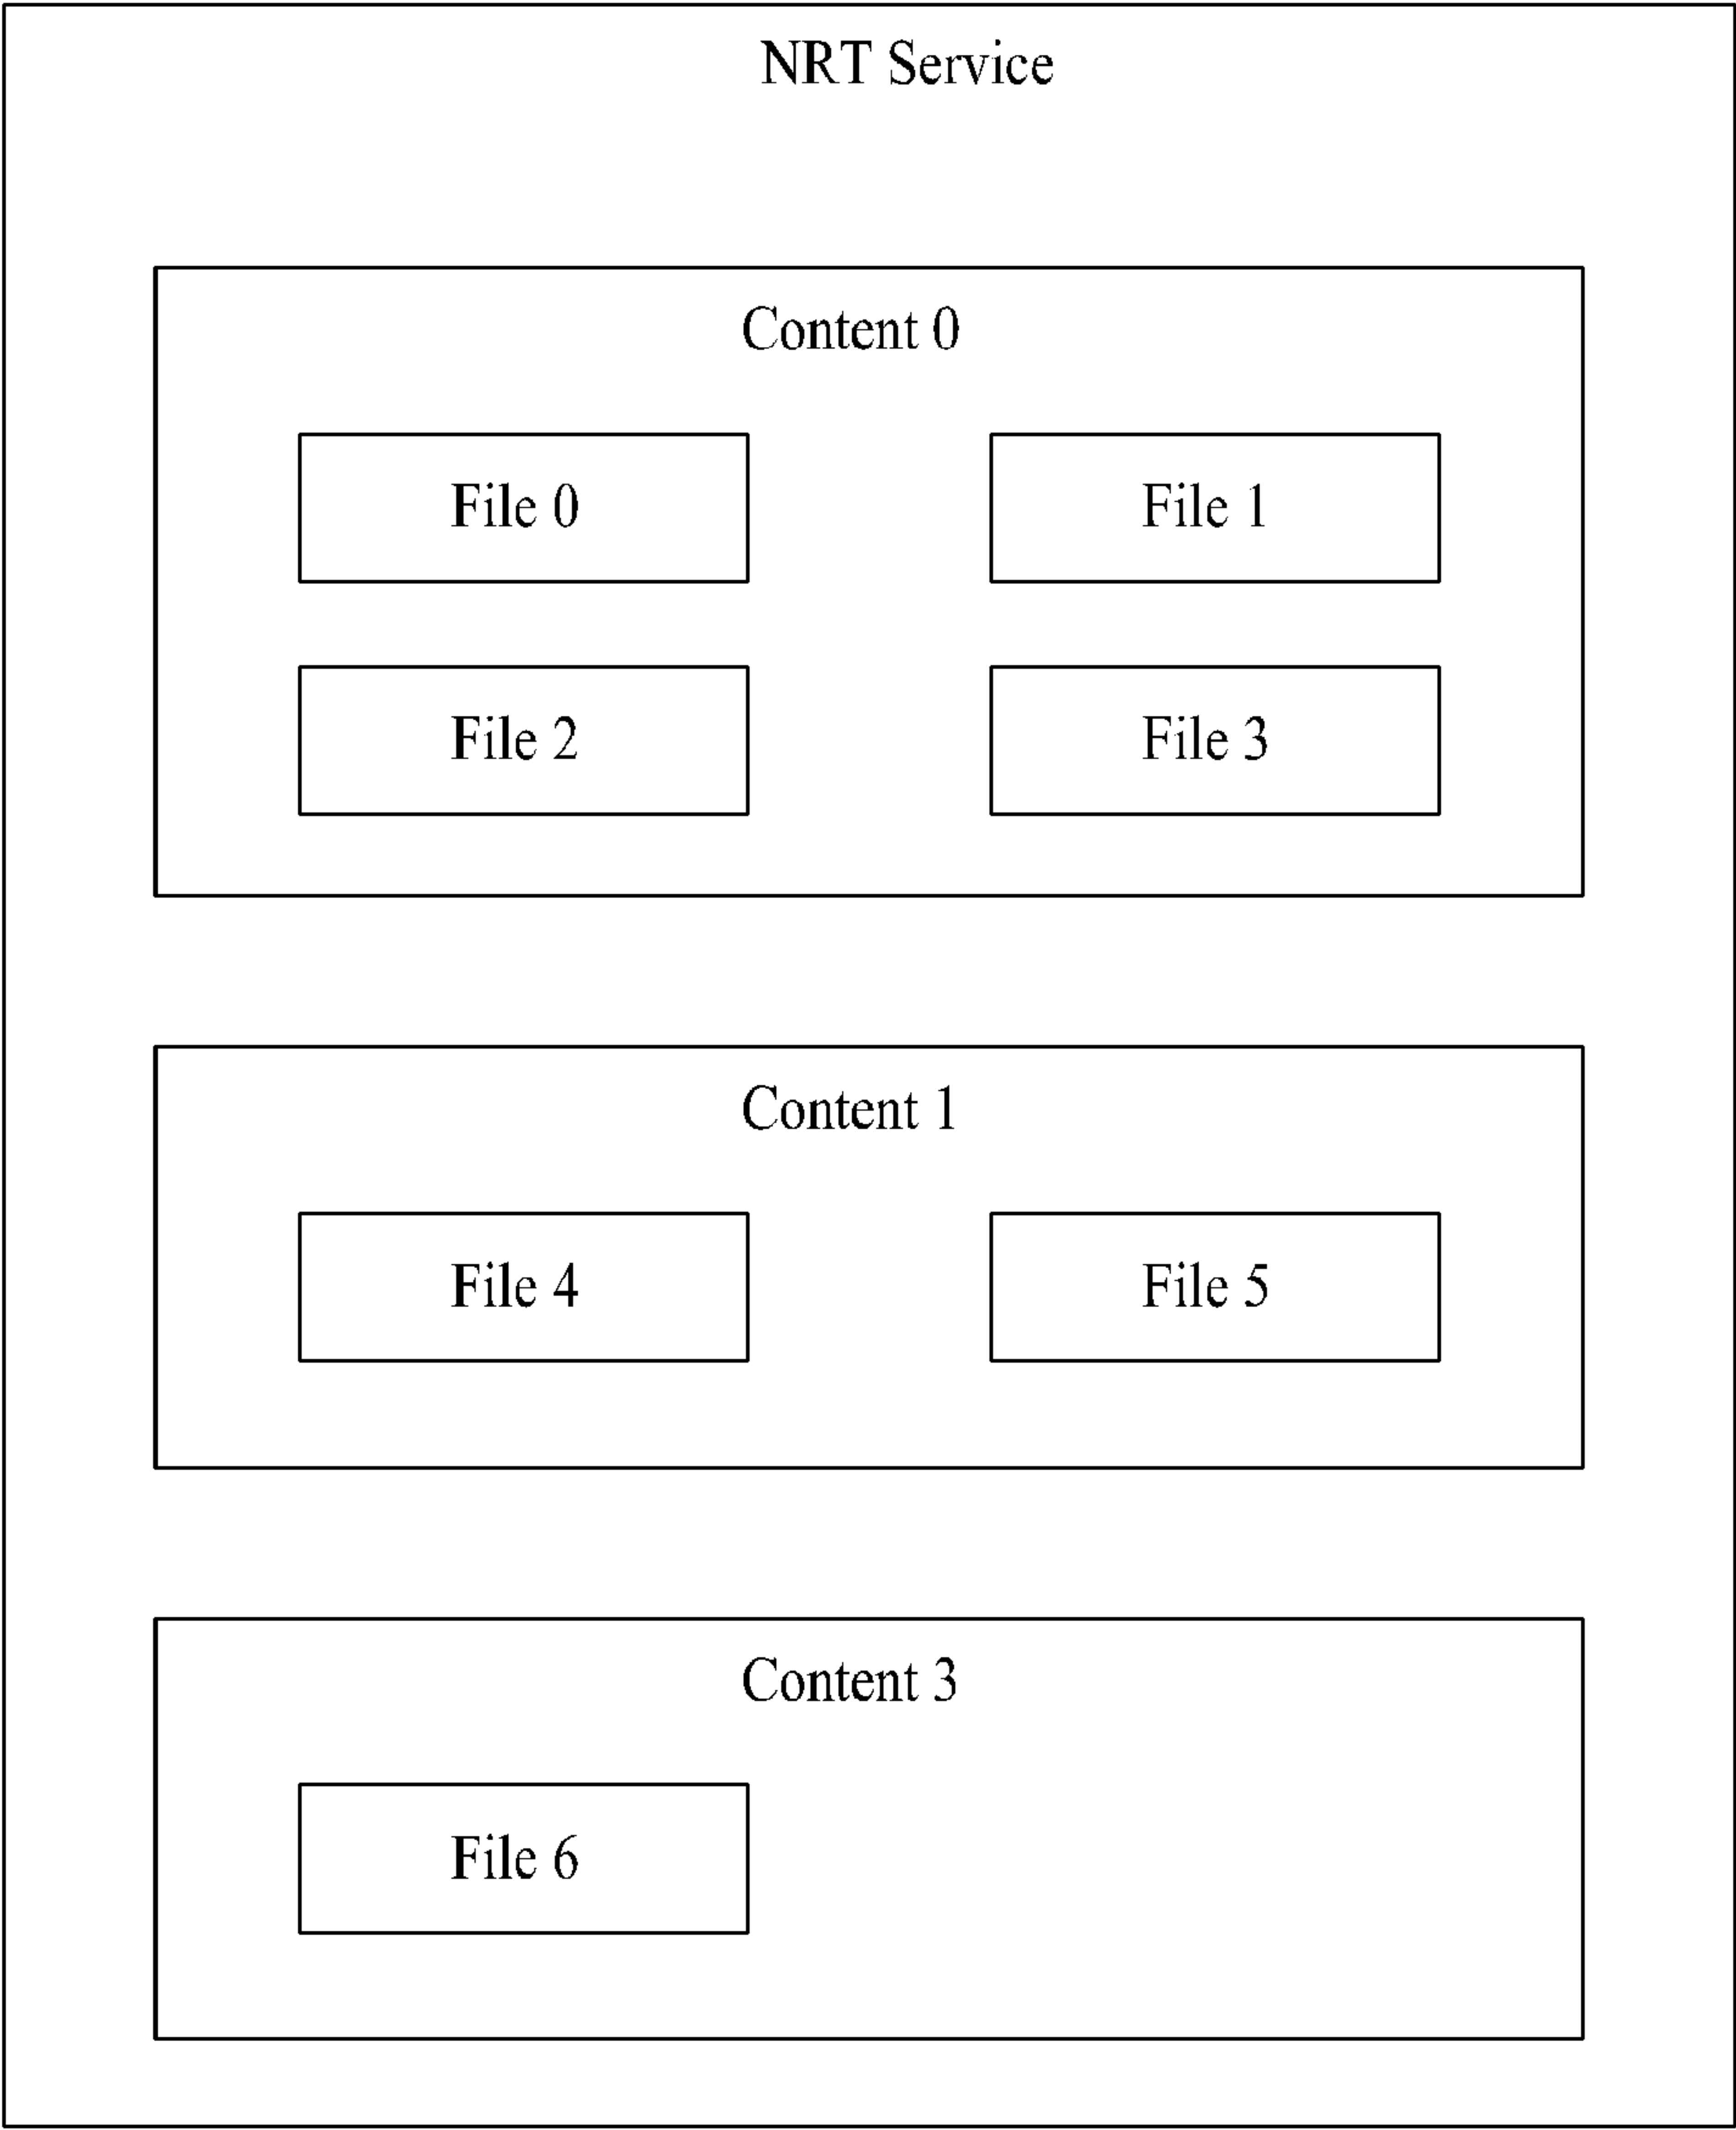 NRT Service
Content 0
File 0
File 1
File 2
File 3
Content 1
File 4
File 5
Content 3
File 6